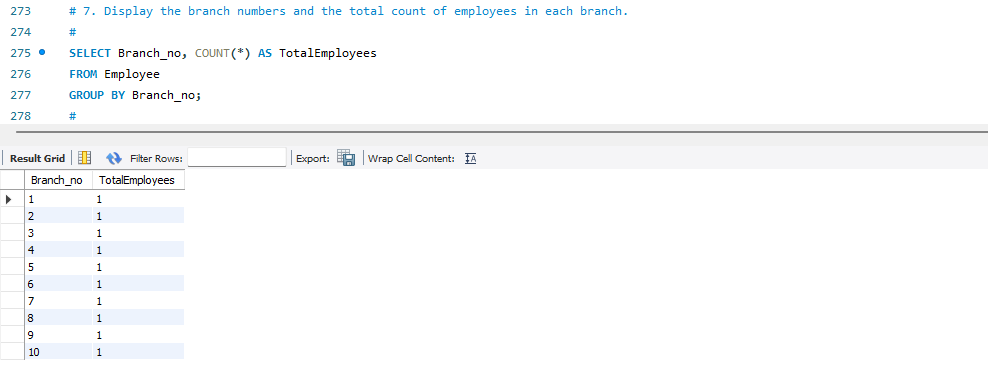 273 # 7. Display the branch numbers and the total count of employees in each branch.
274 #
275 SELECT Branch_no, COUNT(*) AS TotalEmployees
276 FROM Employee
277 GROUP BY Branch_no;
278 #
Result Grid Filter Rows: Export: Wrap Cell Content: IA
Branch_no TotalEmployees
1 1
2 1
3 1
4 1
5 1
6 1
7 1
8 1
9 1
10 1